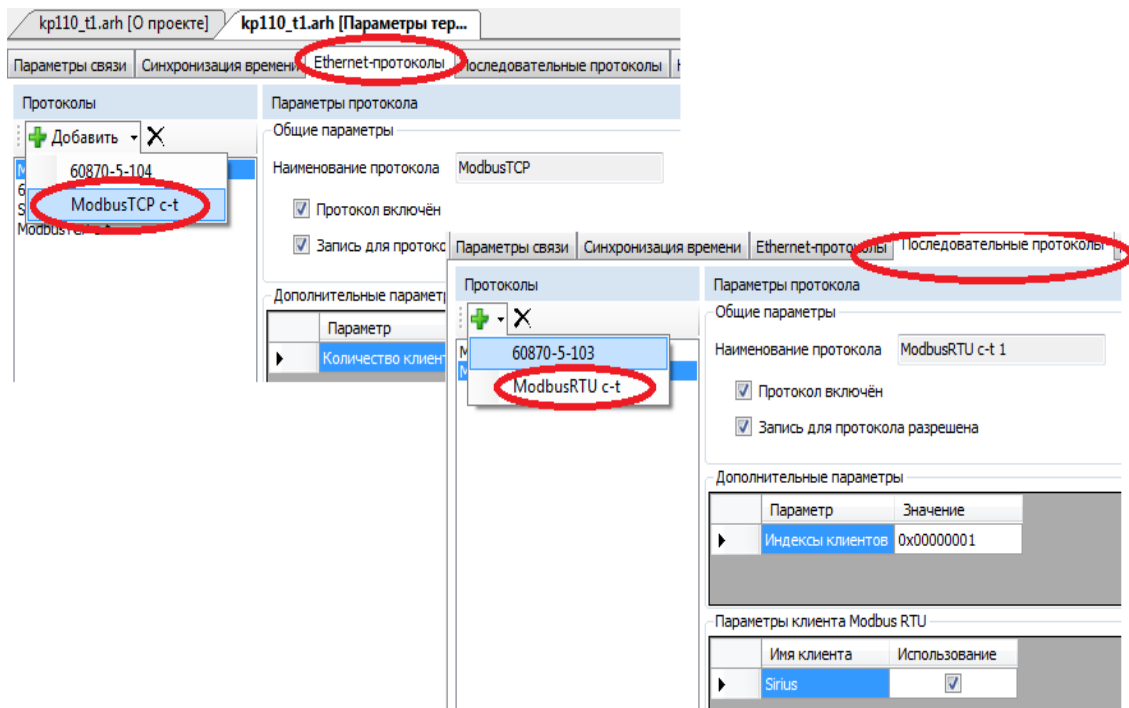 kp110_t1.arh [О проекте] kp110_t1.arh [Параметры тер...
Параметры связи Синхронизация времени Ethernet-протоколы Последовательные протоколы
Протоколы
Добавить
60870-5-104
ModbusTCP c-t
Параметры протокола
Общие параметры
Наименование протокола ModbusTCP
Протокол включён
Запись для протоко
Дополнительные параметр
Параметр
Количество клиент
Параметры связи Синхронизация времени Ethernet-протоколы Последовательные протоколы
Протоколы
60870-5-103
ModbusRTU c-t
Параметры протокола
Общие параметры
Наименование протокола ModbusRTU c-t 1
Протокол включён
Запись для протокола разрешена
Дополнительные параметры
Параметр Значение
Индексы клиентов 0x00000001
Параметры клиента Modbus RTU
Имя клиента Использование
Sirius